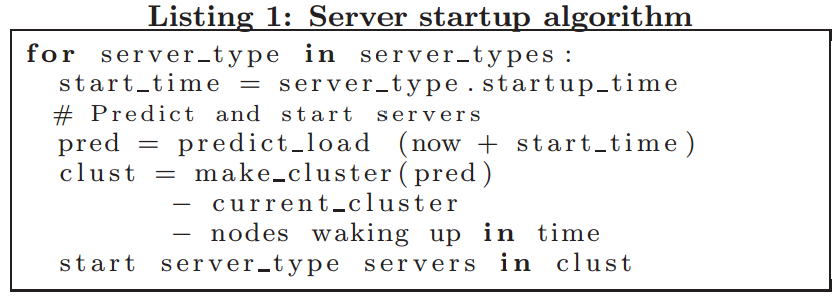 Listing 1: Server startup algorithm
for server_type in server_types:
start_time = server_type.startup_time
# Predict and start servers
pred = predict_load (now + start_time)
clust = make_cluster(pred)
− current_cluster
− nodes waking up in time
start server_type servers in clust